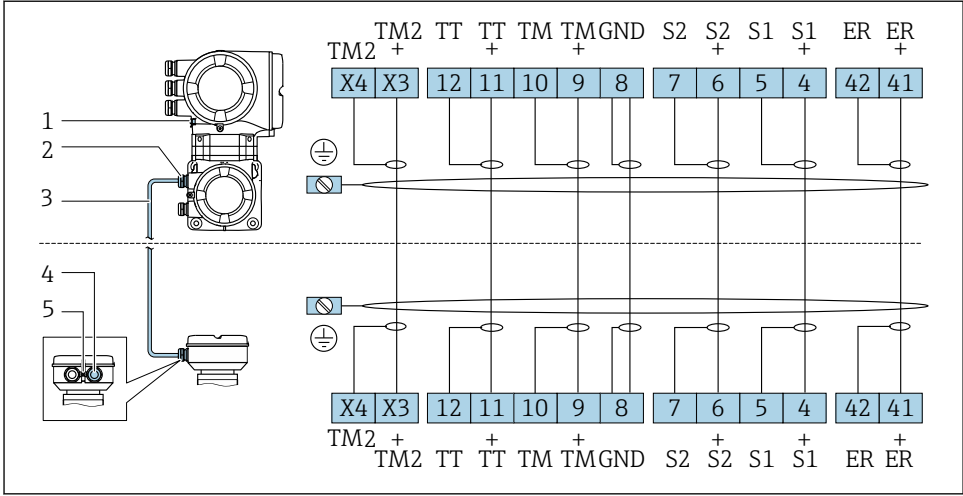 TM2 TT TT TM TM GND S2 S2 S1 S1 ER ER
TM2 + + + + + +
X4 X3 12 11 10 9 8 7 6 5 4 42 41
1
2
3
4
5
X4 X3 12 11 10 9 8 7 6 5 4 42 41
TM2 + + + + + +
TM2 TT TT TM TM GND S2 S2 S1 S1 ER ER